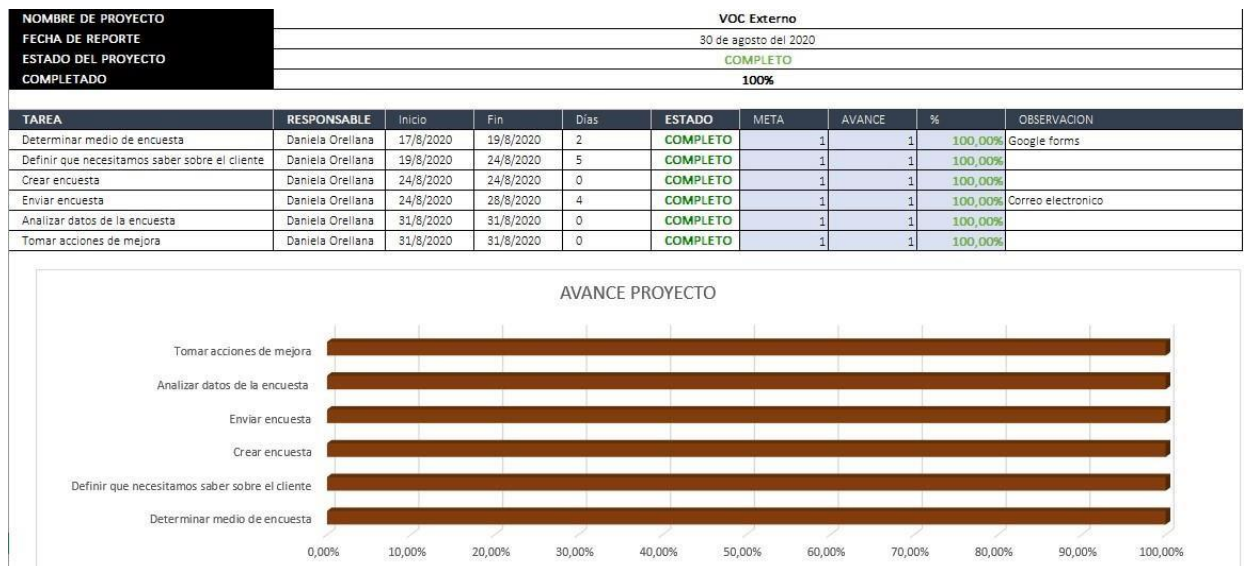 NOMBRE DE PROYECTO VOC Externo
FECHA DE REPORTE 30 de agosto del 2020
ESTADO DEL PROYECTO COMPLETO
COMPLETADO 100%
TAREA RESPONSABLE Inicio Fin Días ESTADO META AVANCE % OBSERVACION
Determinar medio de encuesta Daniela Orellana 17/8/2020 19/8/2020 2 COMPLETO 1 1 100,00% Google forms
Definir que necesitamos saber sobre el cliente Daniela Orellana 19/8/2020 24/8/2020 5 COMPLETO 1 1 100,00%
Crear encuesta Daniela Orellana 24/8/2020 24/8/2020 0 COMPLETO 1 1 100,00%
Enviar encuesta Daniela Orellana 24/8/2020 28/8/2020 4 COMPLETO 1 1 100,00% Correo electronico
Analizar datos de la encuesta Daniela Orellana 31/8/2020 31/8/2020 0 COMPLETO 1 1 100,00%
Tomar acciones de mejora Daniela Orellana 31/8/2020 31/8/2020 0 COMPLETO 1 1 100,00%
AVANCE PROYECTO
Tomar acciones de mejora
Analizar datos de la encuesta
Enviar encuesta
Crear encuesta
Definir que necesitamos saber sobre el cliente
Determinar medio de encuesta
0,00% 10,00% 20,00% 30,00% 40,00% 50,00% 60,00% 70,00% 80,00% 90,00% 100,00%